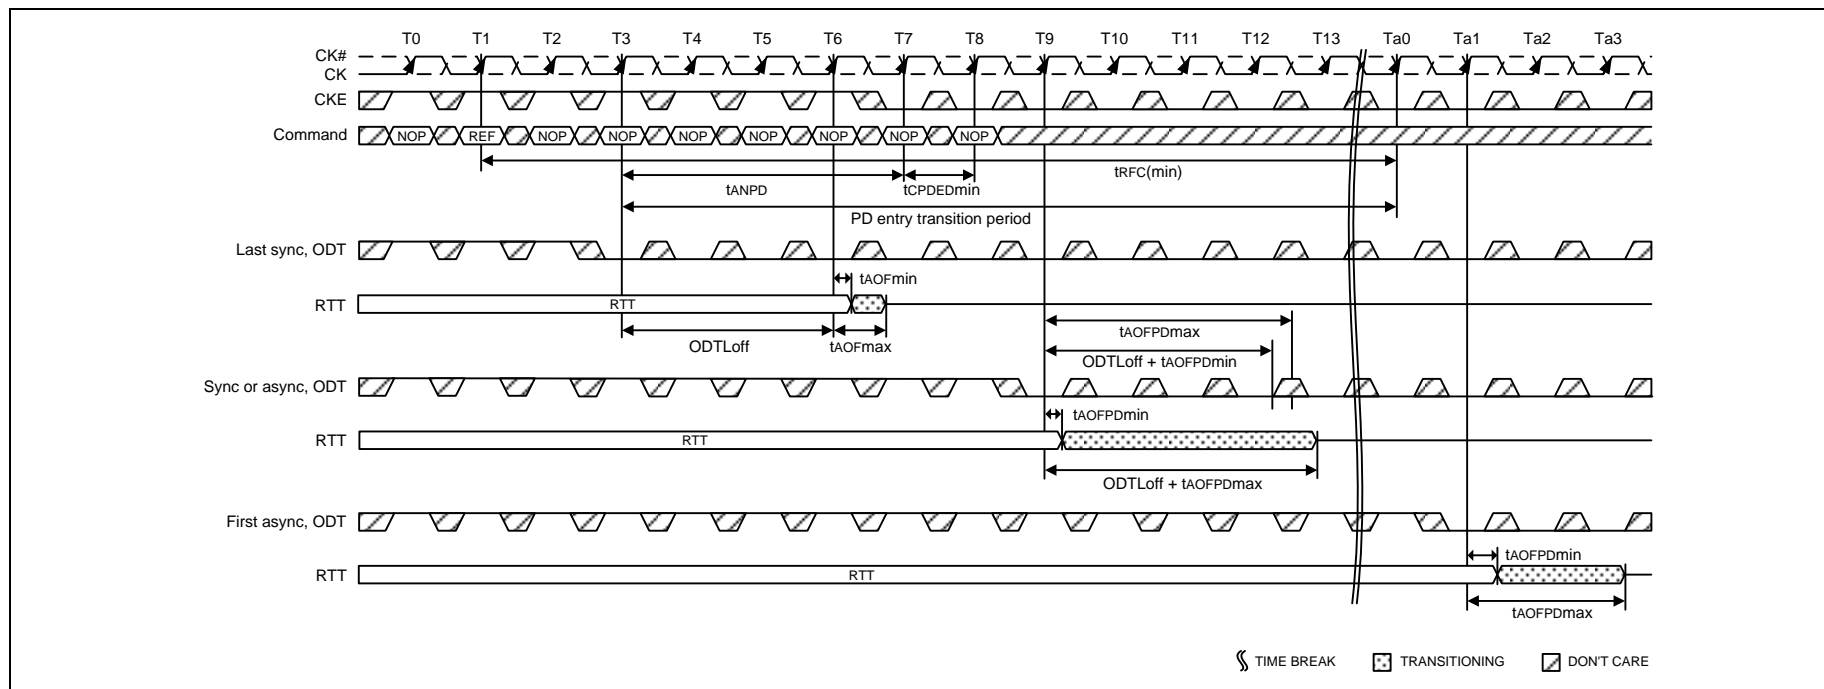 T0 T1 T2 T3 T4 T5 T6 T7 T8 T9 T10 T11 T12 T13 Ta0 Ta1 Ta2 Ta3
CK#
CK
CKE
Command NOP REF NOP NOP NOP NOP NOP NOP NOP
tRFC(min)
tANPD tCPDEDmin
PD entry transition period
Last sync, ODT
tAOFmin
RTT RTT
tAOFPDmax
ODTLoff tAOFmax
ODTLoff + tAOFPDmin
Sync or async, ODT
tAOFPDmin
RTT RTT
ODTLoff + tAOFPDmax
First async, ODT
tAOFPDmin
RTT RTT
tAOFPDmax
TIME BREAK TRANSITIONING DON'T CARE